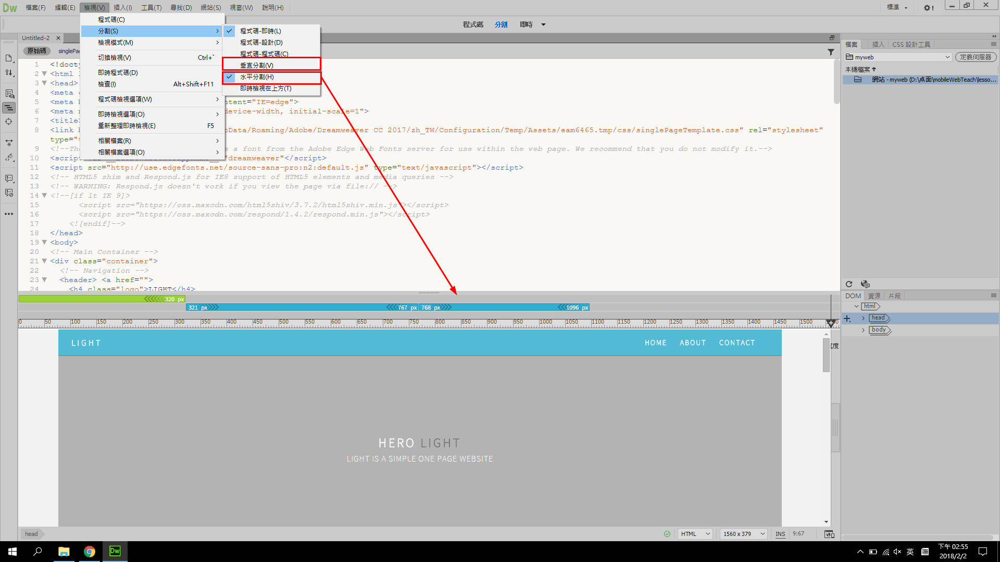 Dw 檔案(F) 編輯(E) 檢視(V) 插入(I) 工具(T) 尋找(D) 網站(S) 視窗(W) 說明(H) 標準
程式碼 分割 即時
程式碼(C)
分割(S)
檢視模式(M)
切換檢視(V) Ctrl+`
即時程式碼(D)
檢查(I) Alt+Shift+F11
程式碼檢視選項(W)
即時檢視選項(O)
重新整理即時檢視(E) F5
相關檔案(R)
相關檔案選項(O)
程式碼-即時(L)
程式碼-設計(D)
程式碼-程式碼(C)
垂直分割(V)
水平分割(H)
即時檢視在上方(T)
Untitled-2
原始碼 singlePa
1 <!docty
2 <html l
3 <head>
4 <meta c
5 <meta h ntent="IE=edge">
6 <meta n device-width, initial-scale=1">
7 <title>
8 <link h pData/Roaming/Adobe/Dreamweaver CC 2017/zh_TW/Configuration/Temp/Assets/eam6465.tmp/css/singlePageTemplate.css" rel="stylesheet"
type="t
9 <!--The s a font from the Adobe Edge Web Fonts server for use within the web page. We recommend that you do not modify it.-->
10 <script "dreamweaver"</script>
11 <script src="http://use.edgefonts.net/source-sans-pro:n2:default.js" type="text/javascript"></script>
12 <!-- HTML5 shim and Respond.js for IE8 support of HTML5 elements and media queries -->
13 <!-- WARNING: Respond.js doesn't work if you view the page via file:// -->
14 <!--[if lt IE 9]>
15 <script src="https://oss.maxcdn.com/html5shiv/3.7.2/html5shiv.min.js"></script>
16 <script src="https://oss.maxcdn.com/respond/1.4.2/respond.min.js"></script>
17 <![endif]-->
18 </head>
19 <body>
20 <!-- Main Container -->
21 <div class="container">
22 <!-- Navigation -->
23 <header> <a href="">
24 <h4 class="logo">LIGHT</h4>
320 px
321 px 767 px 768 px 1096 px
0 50 100 150 200 250 300 350 400 450 500 550 600 650 700 750 800 850 900 950 1000 1050 1100 1150 1200 1250 1300 1350 1400 1450 1500
LIGHT HOME ABOUT CONTACT
HERO LIGHT
LIGHT IS A SIMPLE ONE PAGE WEBSITE
head HTML 1560 x 379 INS 9:67
檔案 插入 CSS 設計工具
myweb 定義伺服器
本機檔案
網站 - myweb (D:\桌面\mobileWebTeach\lesso...
DOM 資源 片段
html
head
body
Dw
英
下午 02:55
2018/2/2